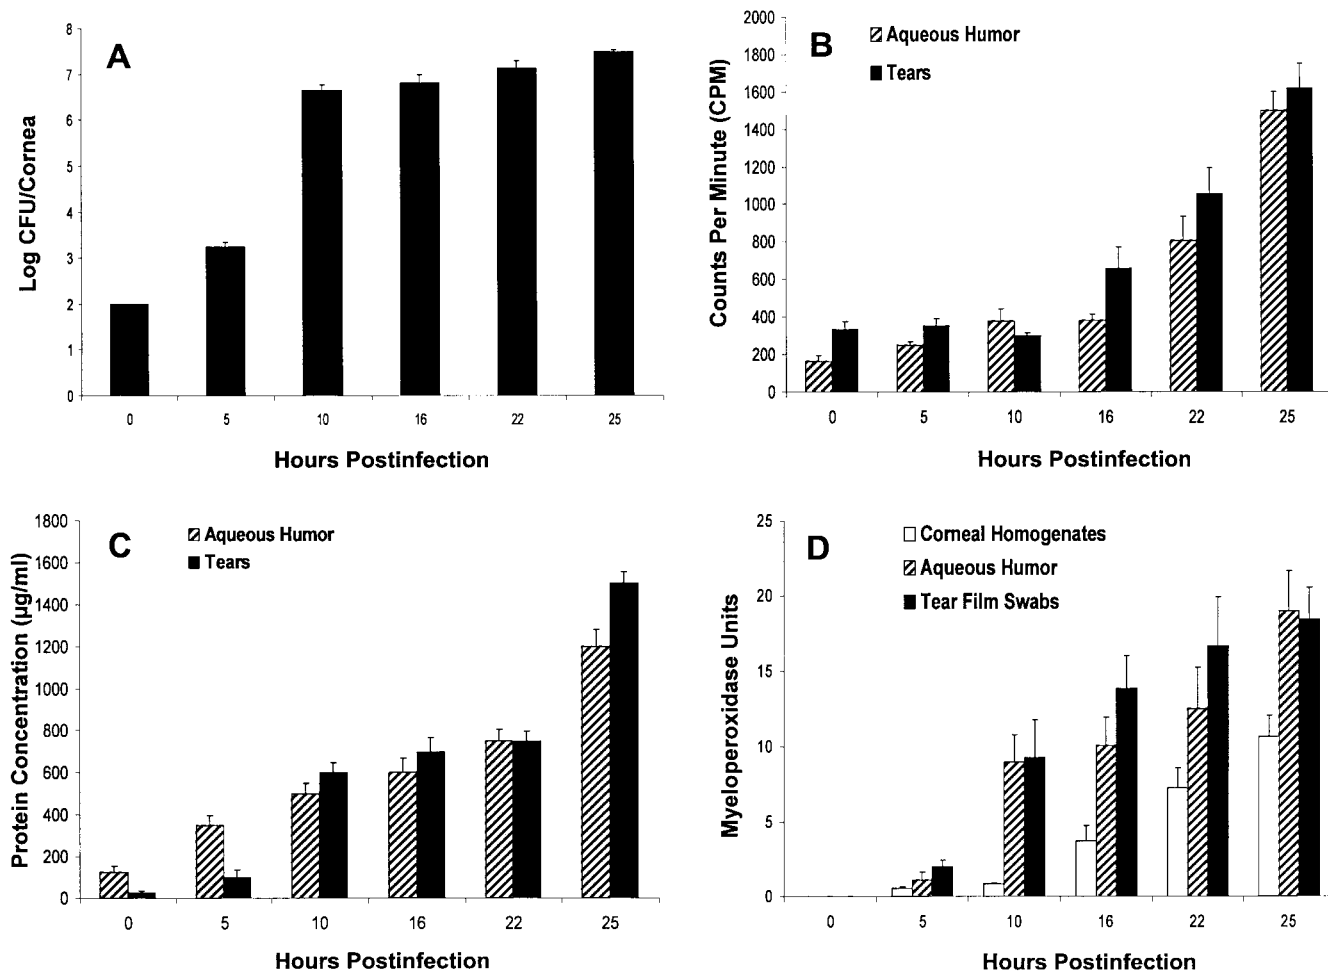 A
Log CFU/Cornea
8
7
6
5
4
3
2
1
0
0 5 10 16 22 25
Hours Postinfection
B
Aqueous Humor
Tears
Counts Per Minute (CPM)
2000
1800
1600
1400
1200
1000
800
600
400
200
0
0 5 10 16 22 25
Hours Postinfection
C
Aqueous Humor
Tears
Protein Concentration (µg/ml)
1800
1600
1400
1200
1000
800
600
400
200
0
0 5 10 16 22 25
Hours Postinfection
D
Corneal Homogenates
Aqueous Humor
Tear Film Swabs
Myeloperoxidase Units
25
20
15
10
5
0
0 5 10 16 22 25
Hours Postinfection